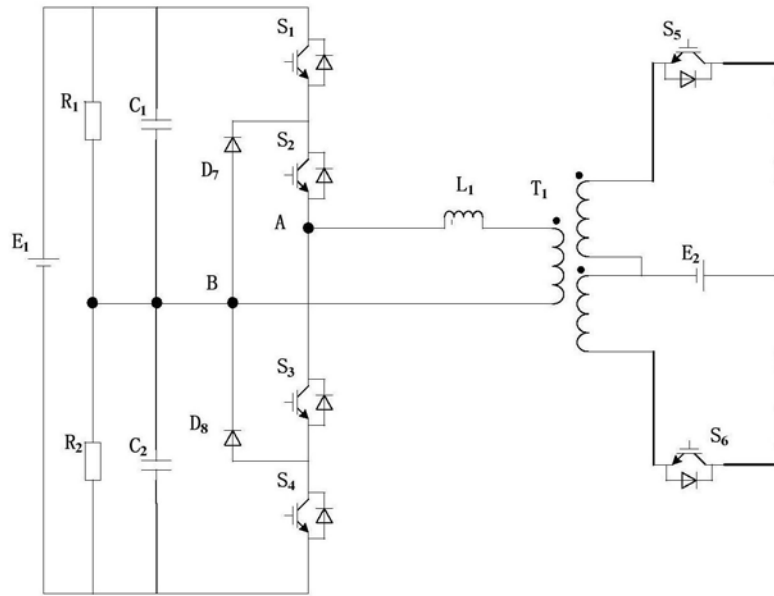 S₁
S₅
R₁
C₁
S₂
D₇
L₁
T₁
A
E₁
E₂
B
S₃
D₈
R₂
C₂
S₆
S₄